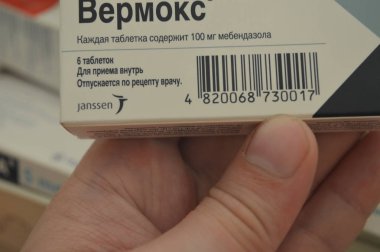 Вермокс
Каждая таблетка содержит 100 мг мебендазола
6 таблеток
Для приема внутрь
Отпускается по рецепту врачу.
janssen
4 820068 730017